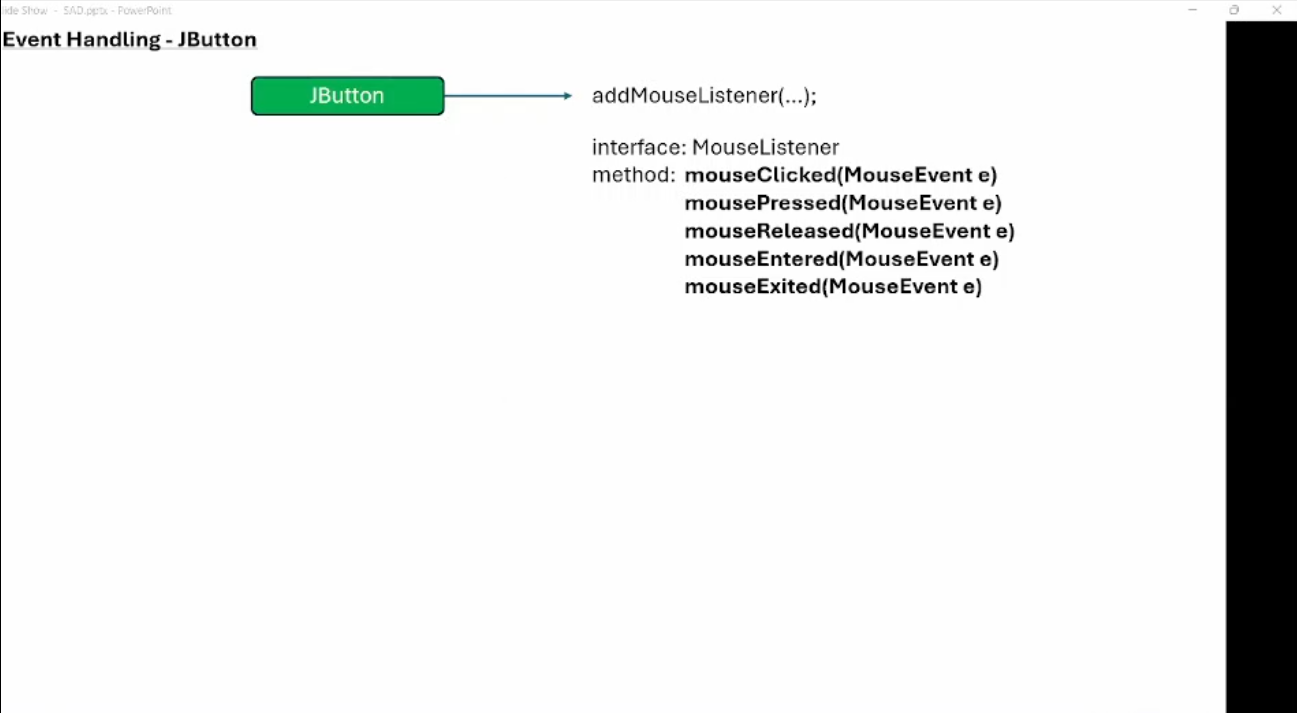 ide Show - SAD.pptx - PowerPoint
Event Handling - JButton
JButton
addMouseListener(...);
interface: MouseListener
method: mouseClicked(MouseEvent e)
mousePressed(MouseEvent e)
mouseReleased(MouseEvent e)
mouseEntered(MouseEvent e)
mouseExited(MouseEvent e)